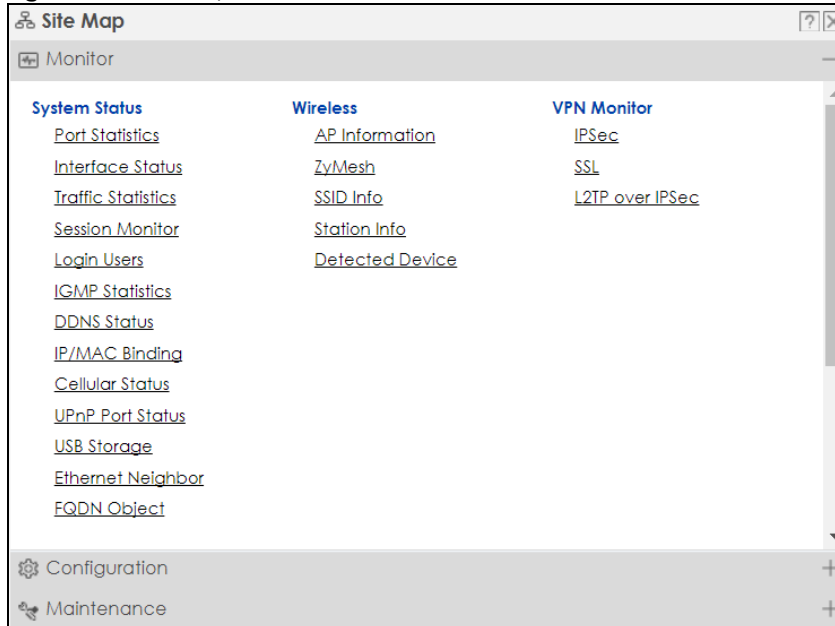 Site Map
Monitor
System Status
Port Statistics
Interface Status
Traffic Statistics
Session Monitor
Login Users
IGMP Statistics
DDNS Status
IP/MAC Binding
Cellular Status
UPnP Port Status
USB Storage
Ethernet Neighbor
FQDN Object
Wireless
AP Information
ZyMesh
SSID Info
Station Info
Detected Device
VPN Monitor
IPSec
SSL
L2TP over IPSec
Configuration
Maintenance